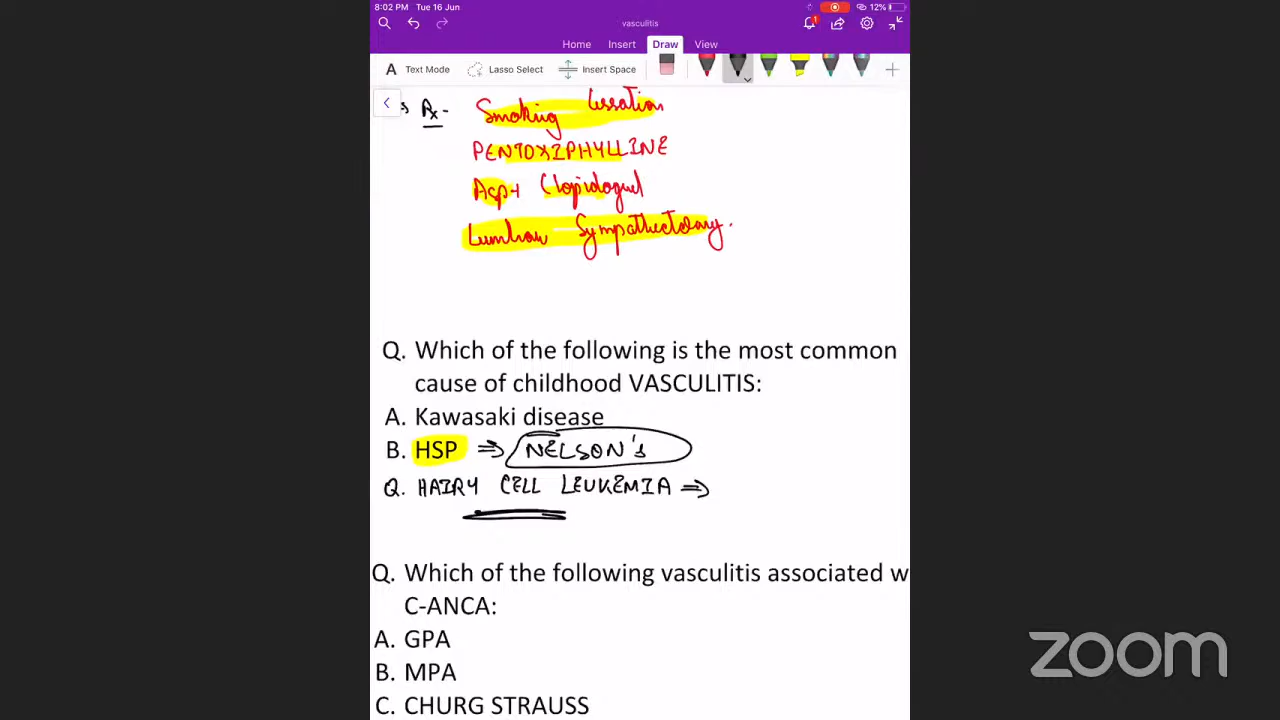 8:02 PM Tue 16 Jun
12%
vasculitis
Home Insert Draw View
A Text Mode Lasso Select Insert Space
Rx- Smoking Cessation
PENTOXIPHYLLINE
Asp+ Clopidogrel
Lumbar Sympathectomy.
Q. Which of the following is the most common
cause of childhood VASCULITIS:
A. Kawasaki disease
B. HSP ⇒ NELSON's
Q. HAIRY CELL LEUKEMIA ⇒
Q. Which of the following vasculitis associated w
C-ANCA:
A. GPA
B. MPA
C. CHURG STRAUSS
zoom